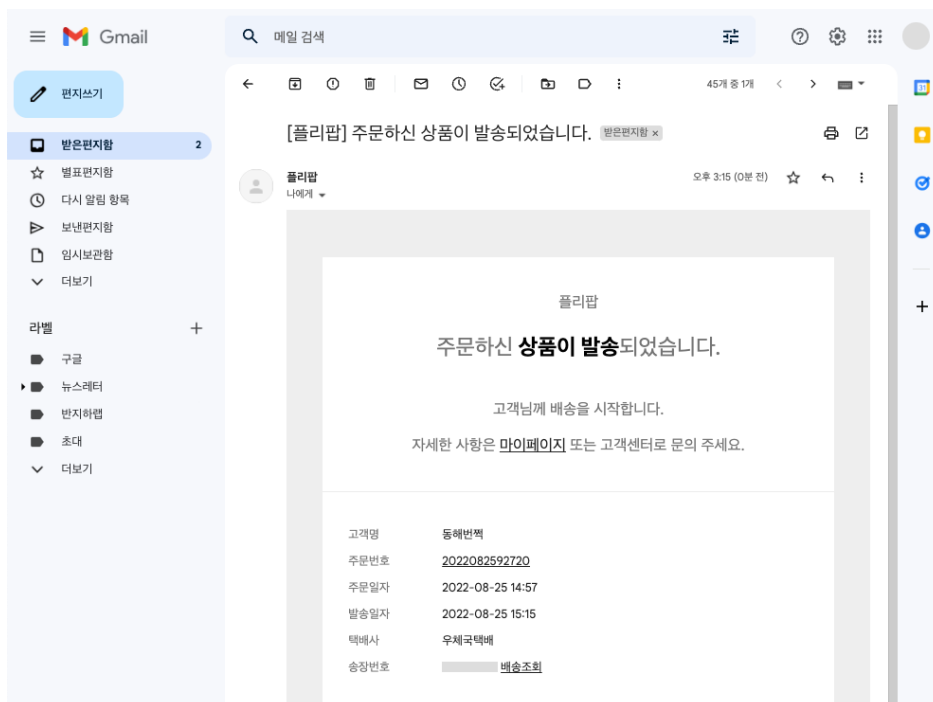 Gmail
메일 검색
편지쓰기
45개 중 1개
받은편지함 2
별표편지함
다시 알림 항목
보낸편지함
임시보관함
더보기
라벨
구글
뉴스레터
반지하랩
초대
더보기
[플리팝] 주문하신 상품이 발송되었습니다. 받은편지함 ×
플리팝
나에게
오후 3:15 (0분 전)
플리팝
주문하신 상품이 발송되었습니다.
고객님께 배송을 시작합니다.
자세한 사항은 마이페이지 또는 고객센터로 문의 주세요.
고객명 동해번쩍
주문번호 2022082592720
주문일자 2022-08-25 14:57
발송일자 2022-08-25 15:15
택배사 우체국택배
송장번호 배송조회
31